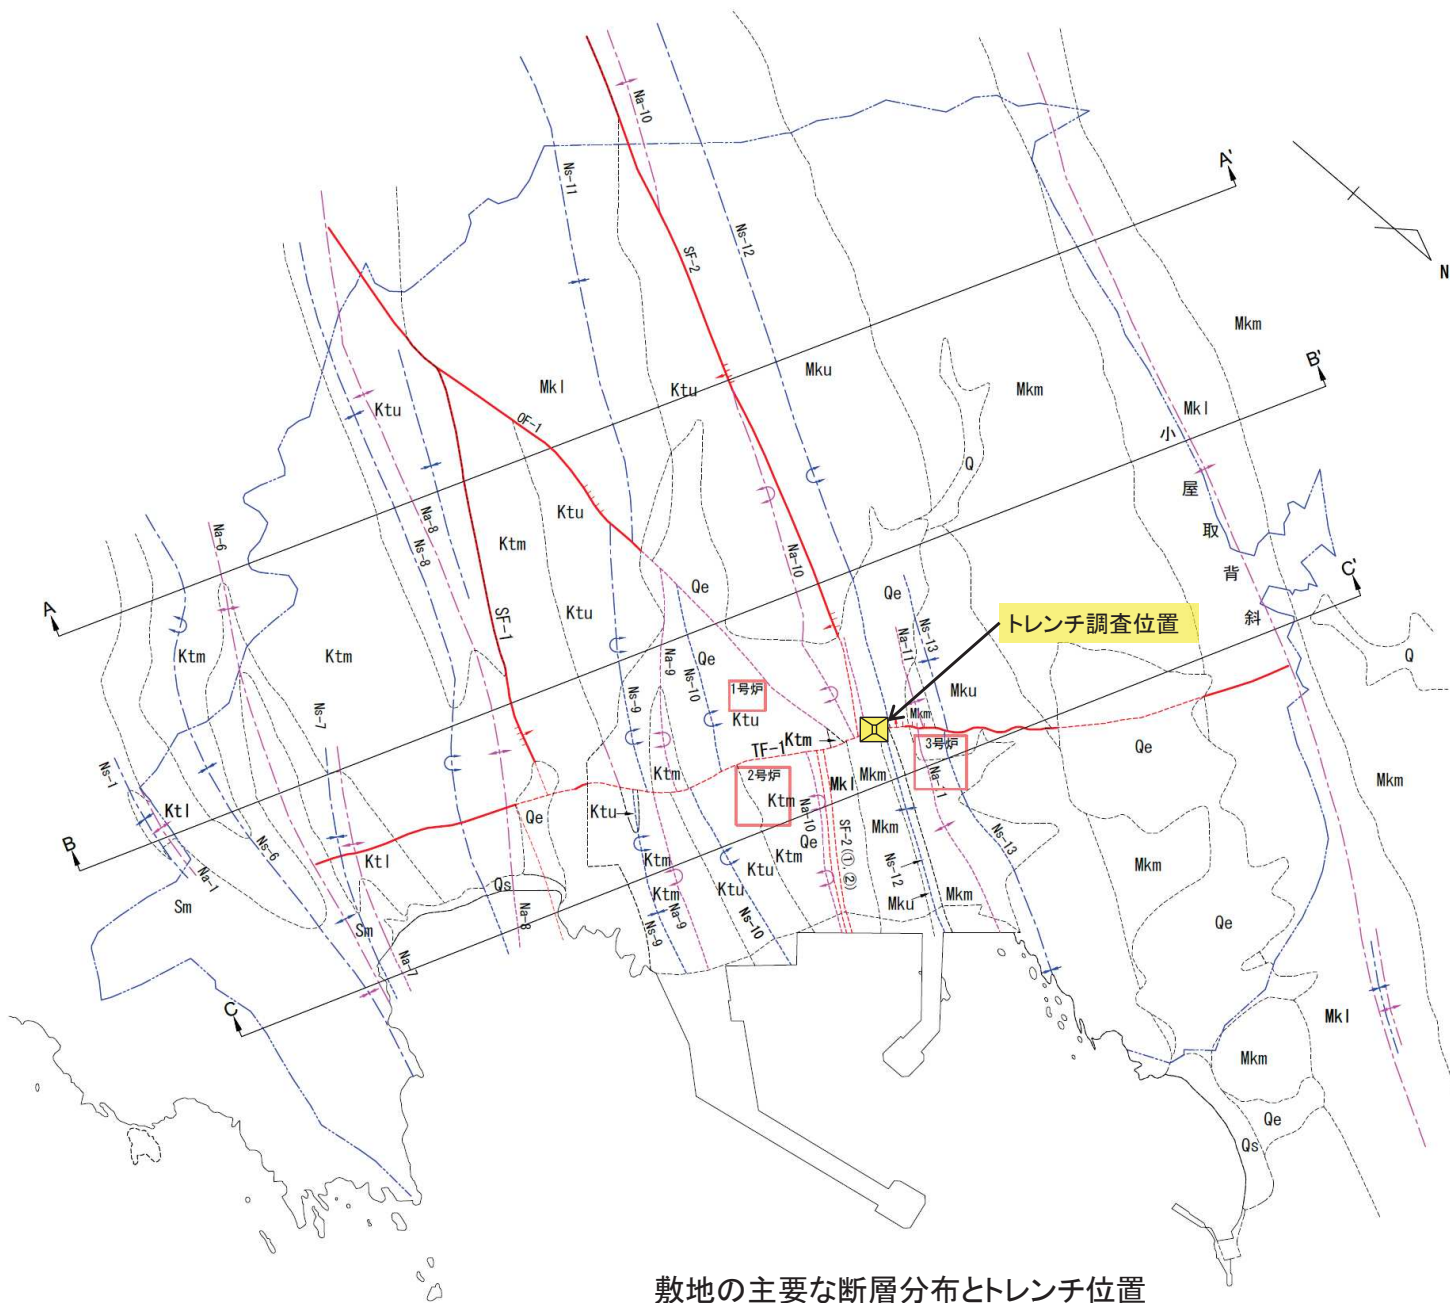 Na-10
Ns-11
Ns-12
A'
N
SF-2
Mkm
B'
Mkl
Ktu
Mku
Mkm
Ktu
OF-1
Mkl
小屋取背斜
Q
Ktu
Na-6
Na-8
Ns-8
Ktm
Na-10
C'
A
Qe
Qe
Ktu
SF-1
トレンチ調査位置
Ktm
Ktm
Qe
Na-9
Ns-10
Na-11
Ns-13
Q
Ns-7
Ns-9
1号炉
Ktu
Mku
Mkm
Ktm
TF-1
3号炉
Qe
Ns-1
2号炉
Ktm
Mkl
Mkm
Na-11
Mkm
Ktl
Ktm
Ktu
Qe
Na-10
SF-2(①,②)
Mkm
Ns-13
B
Ns-6
Ktl
Ktm
Ktu
Ktm
Qe
Ns-12
Mkm
Na-1
Qs
Ktm
Ktu
Mku
Mkm
Sm
Sm
Na-8
Na-9
Ns-9
Ns-10
Qe
Na-7
C
Mkl
Mkm
Qe
Qs
敷地の主要な断層分布とトレンチ位置